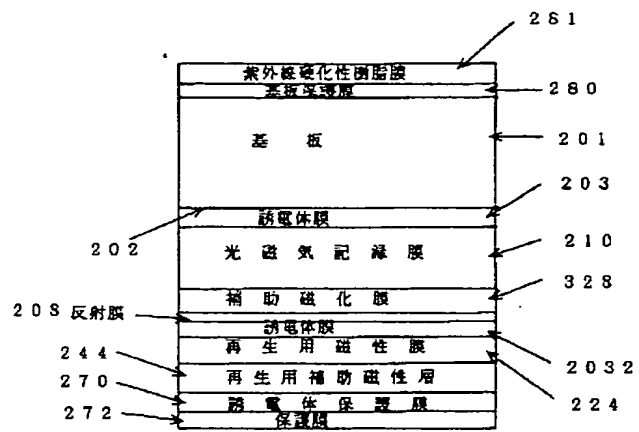 281
紫外線硬化性樹脂膜
基板保護膜
280
基 板
201
203
誘電体膜
202
光 磁 気 記 録 膜
210
補 助 磁 化 膜
328
208 反射膜
誘電体膜
2032
再 生 用 磁 性 膜
224
244
再 生 用 補 助 磁 性 層
270
誘 電 体 保 護 膜
272
保護膜